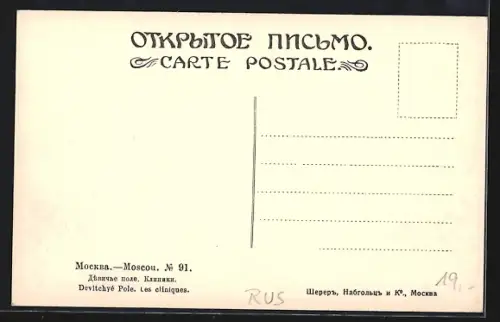 ОТКРЫТОЕ ПИСЬМО.
CARTE POSTALE.
Москва.—Moscou. № 91.
Дѣвичье поле. Клиники.
Devitchyé Pole. Les cliniques.
Шереръ, Набгольцъ и Кº, Москва
RUS
19.-